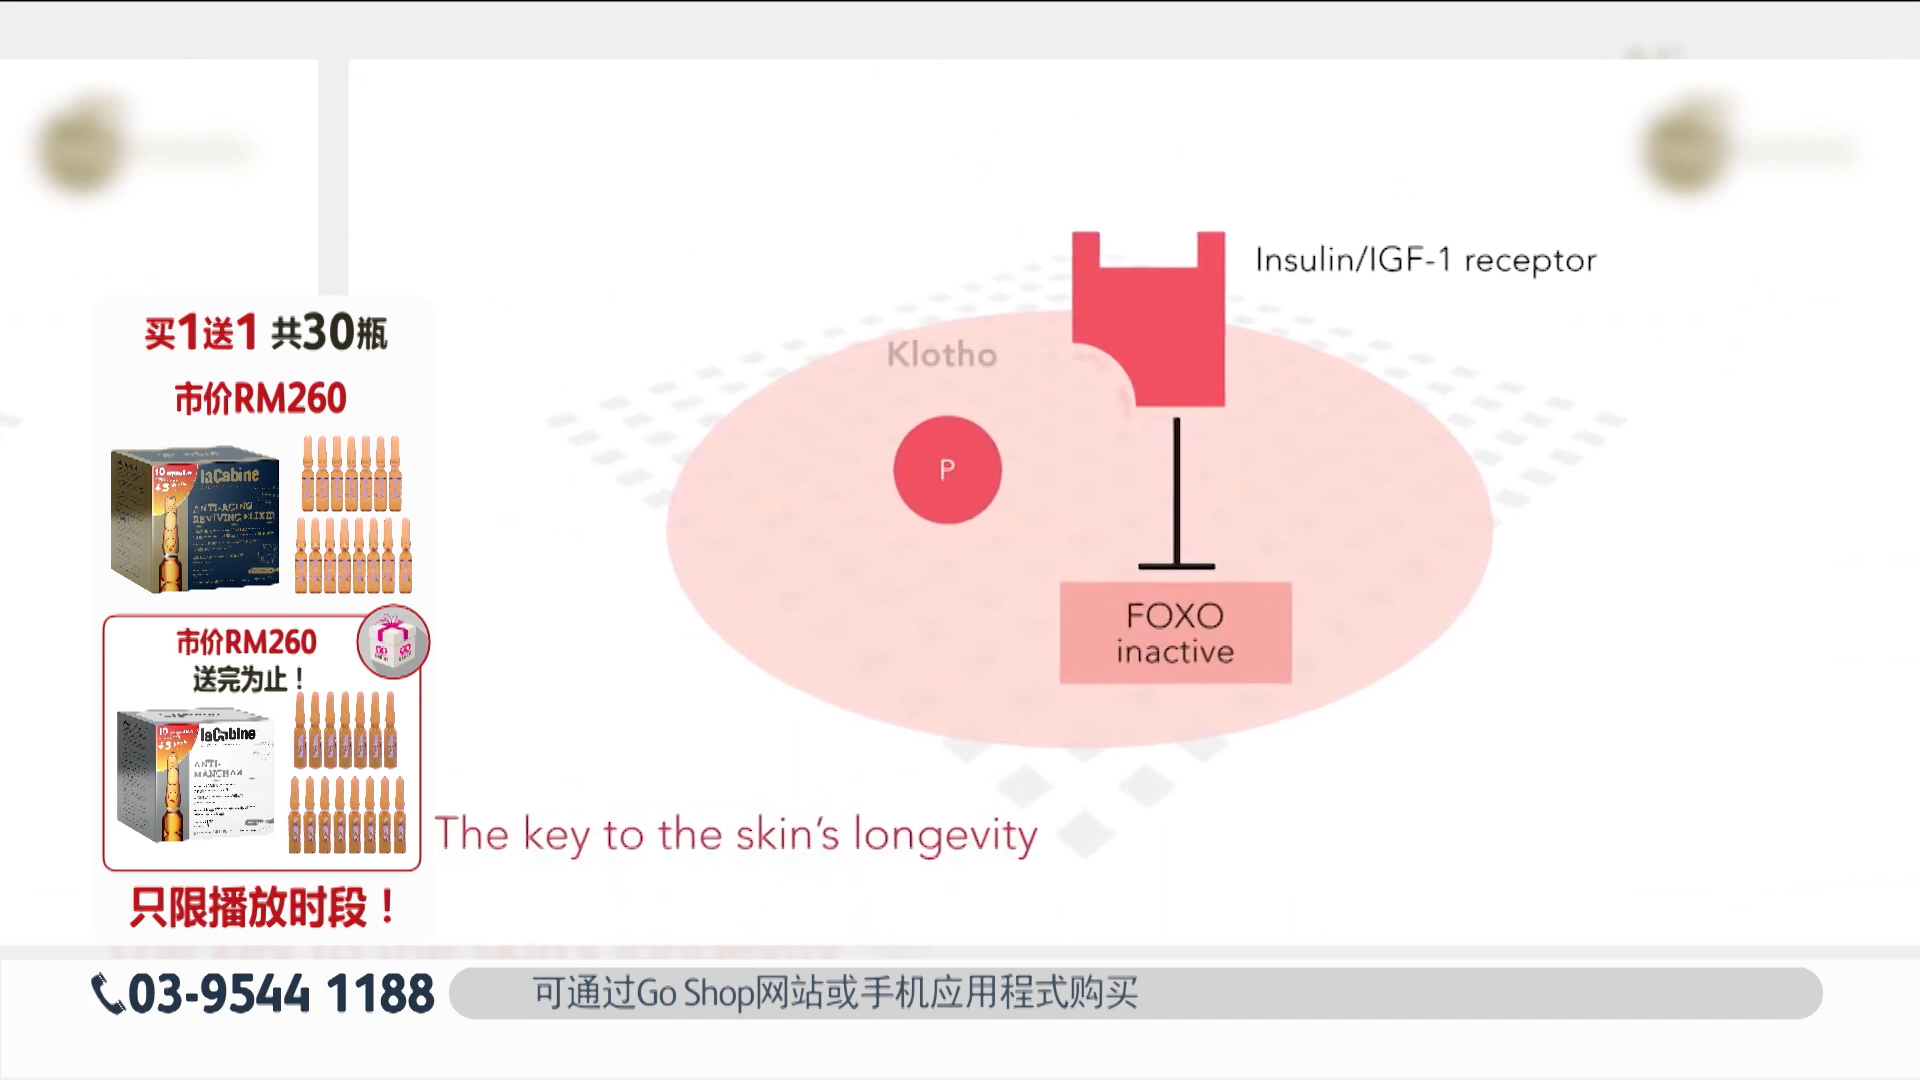 买1送1 共30瓶
市价RM260
laCabine
ANTI-AGING
REVIVING ELIXIR
市价RM260
送完为止！
laCabine
ANTI-
MANCHAS
只限播放时段！
Insulin/IGF-1 receptor
Klotho
P
FOXO
inactive
The key to the skin's longevity
03-9544 1188
可通过Go Shop网站或手机应用程式购买